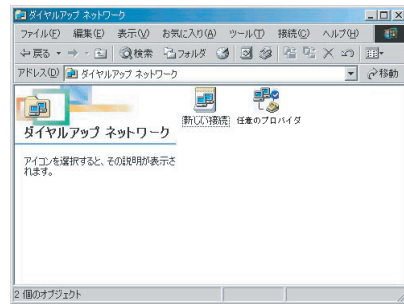 ダイヤルアップ ネットワーク
ファイル(F) 編集(E) 表示(V) お気に入り(A) ツール(T) 接続(C) ヘルプ(H)
戻る 検索 フォルダ
アドレス(D) ダイヤルアップ ネットワーク 移動
ダイヤルアップ ネットワーク
アイコンを選択すると、その説明が表示さ
れます。
新しい接続 任意のプロバイダ
2 個のオブジェクト